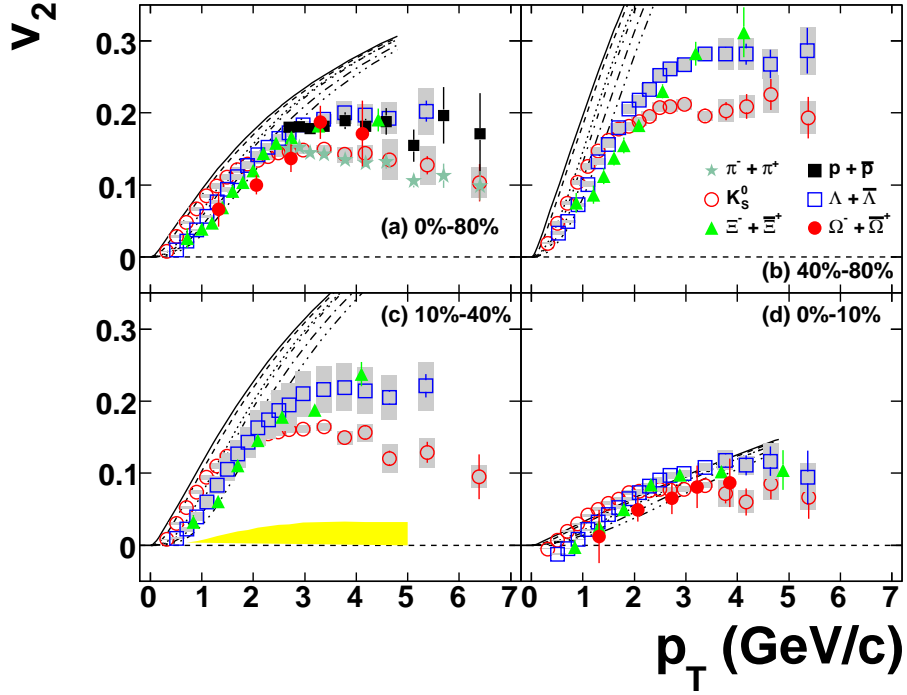 v₂
0.3
0.2
0.1
0
(a) 0%-80%
π⁻ + π⁺
p + p̅
K⁰_S
Λ + Λ̅
Ξ⁻ + Ξ̅⁺
Ω⁻ + Ω̅⁺
(b) 40%-80%
0.3
0.2
0.1
0
(c) 10%-40%
(d) 0%-10%
0 1 2 3 4 5 6 7
0 1 2 3 4 5 6 7
p_T (GeV/c)